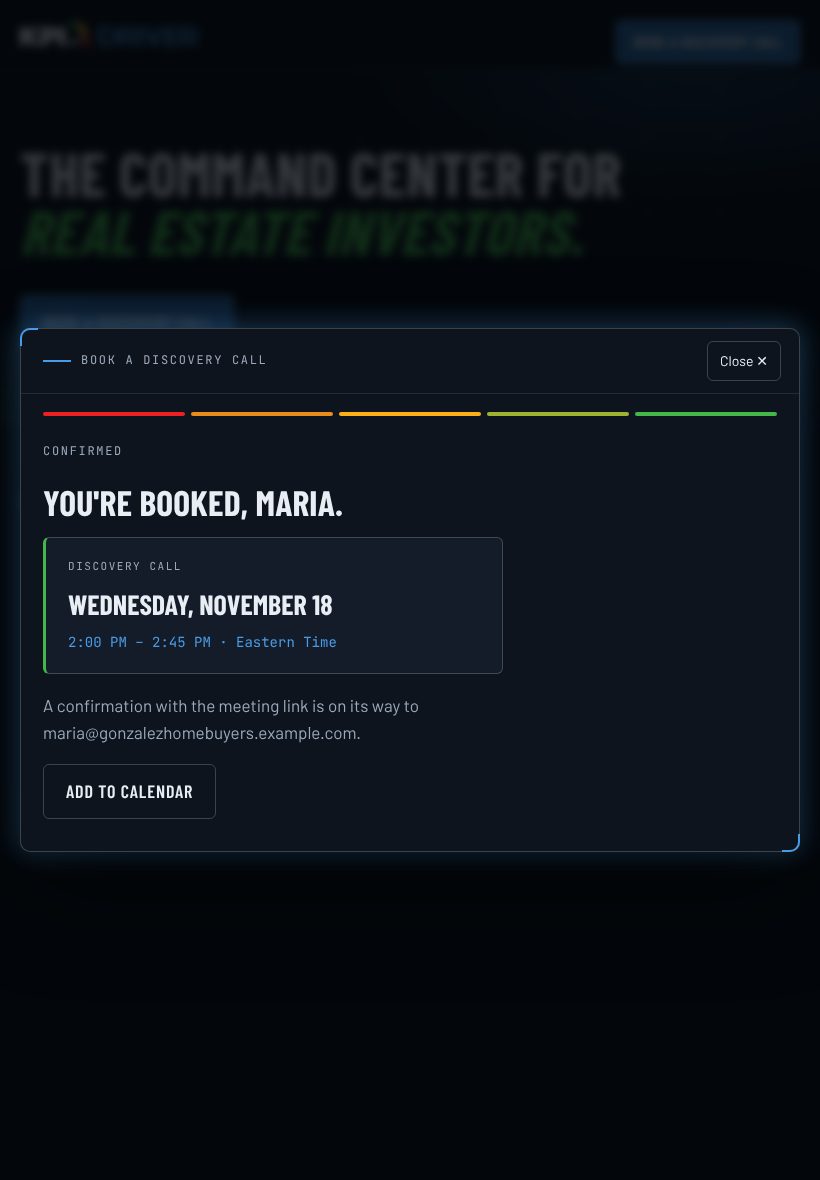 THE COMMAND CENTER FOR
REAL ESTATE INVESTORS.
BOOK A DISCOVERY CALL
Close ✕
CONFIRMED
YOU'RE BOOKED, MARIA.
DISCOVERY CALL
WEDNESDAY, NOVEMBER 18
2:00 PM – 2:45 PM · Eastern Time
A confirmation with the meeting link is on its way to
maria@gonzalezhomebuyers.example.com.
ADD TO CALENDAR